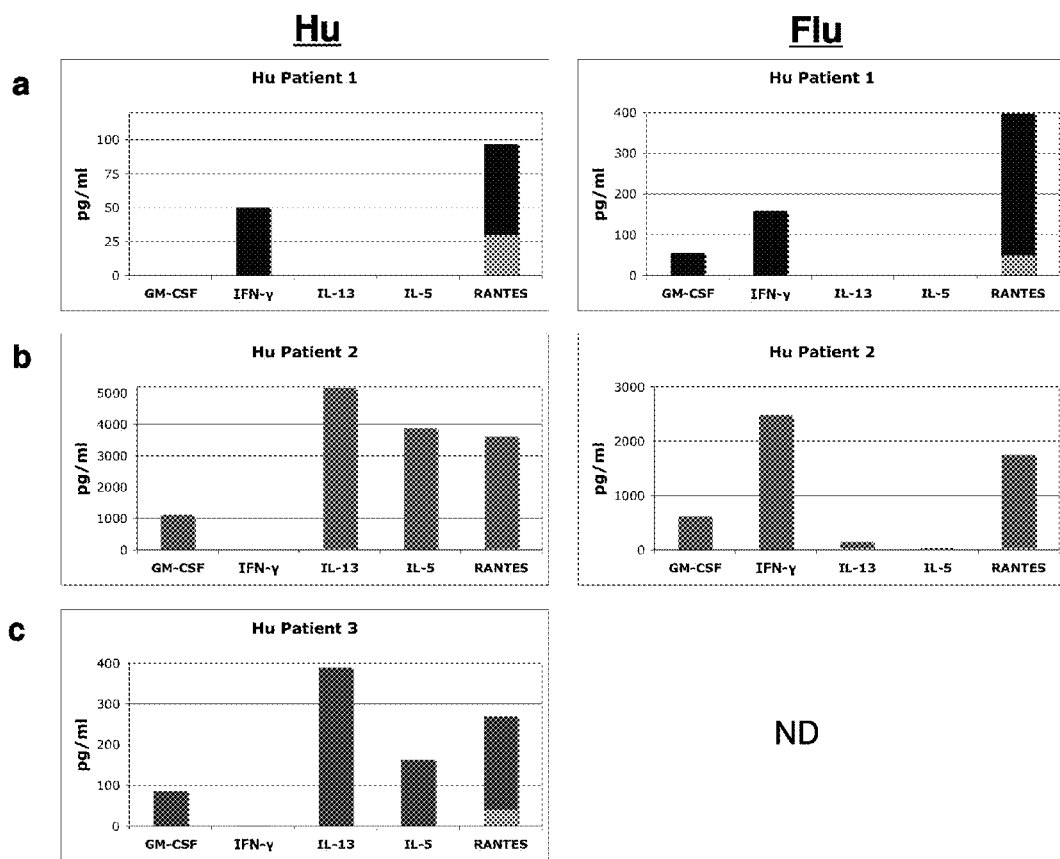 Hu
Flu
a
Hu Patient 1
pg/ml
100
75
50
25
0
GM-CSF IFN-γ IL-13 IL-5 RANTES
Hu Patient 1
pg/ml
400
300
200
100
0
GM-CSF IFN-γ IL-13 IL-5 RANTES
b
Hu Patient 2
pg/ml
5000
4000
3000
2000
1000
0
GM-CSF IFN-γ IL-13 IL-5 RANTES
Hu Patient 2
pg/ml
3000
2000
1000
0
GM-CSF IFN-γ IL-13 IL-5 RANTES
c
Hu Patient 3
pg/ml
400
300
200
100
0
GM-CSF IFN-γ IL-13 IL-5 RANTES
ND